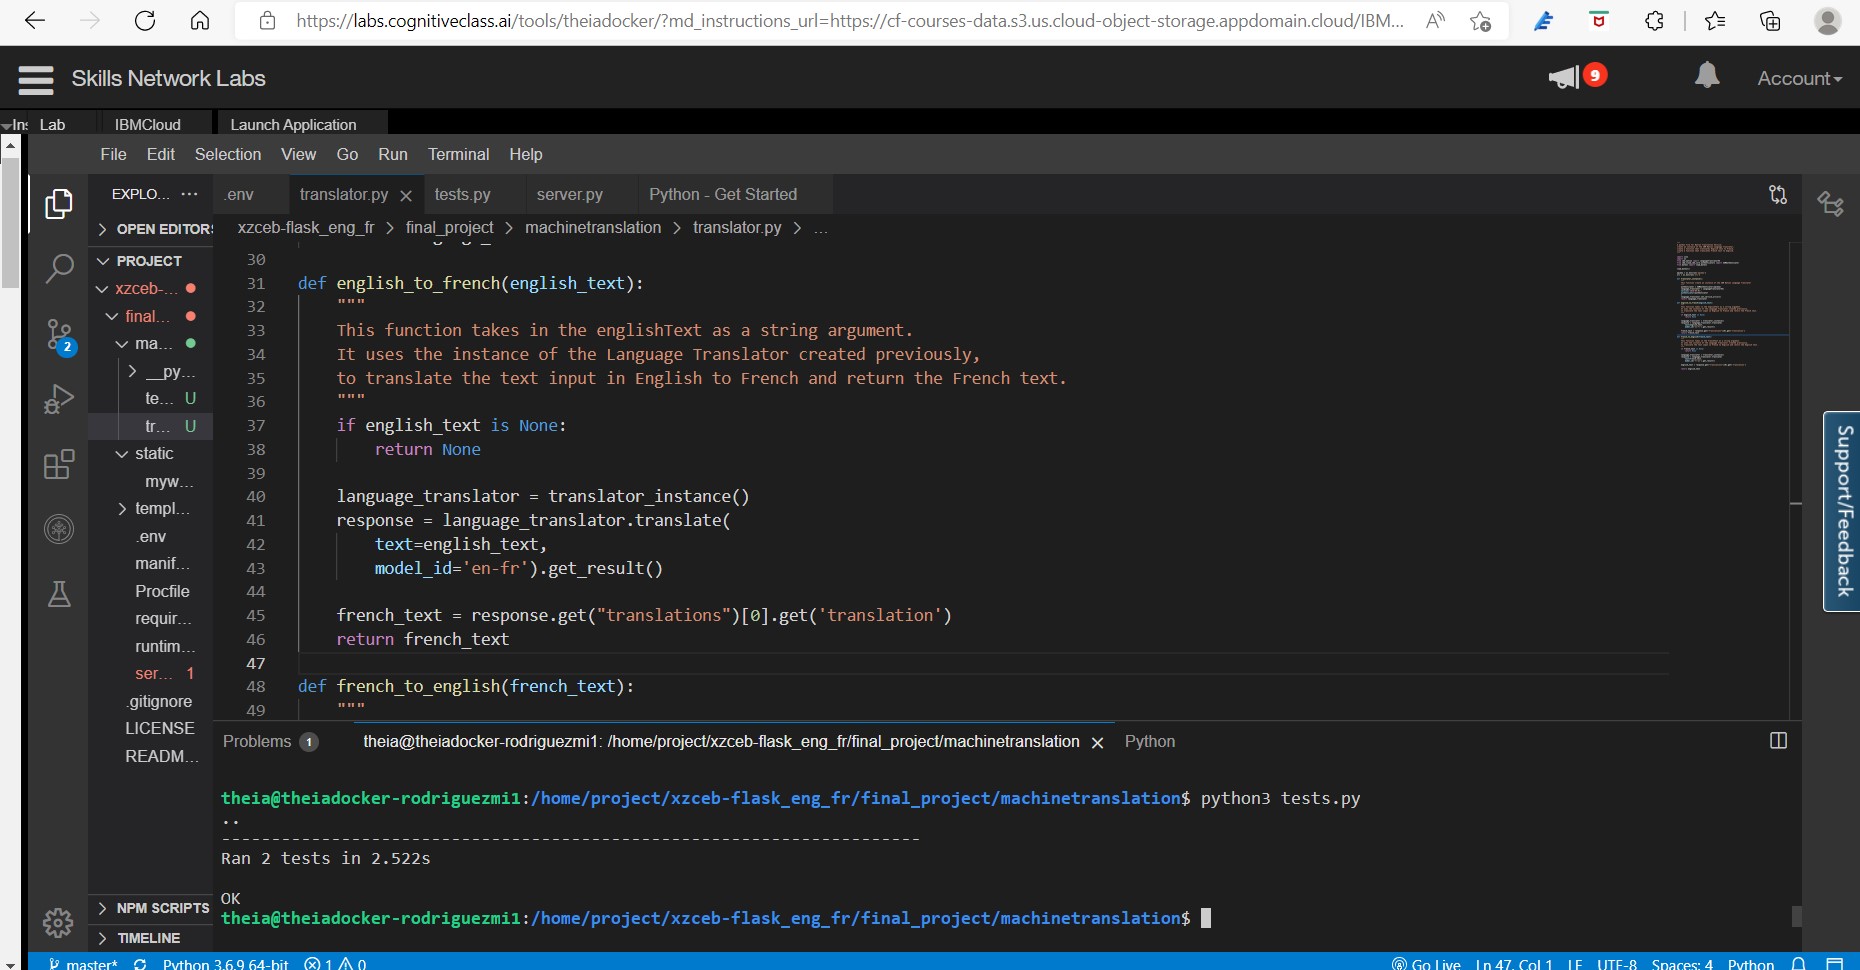 https://labs.cognitiveclass.ai/tools/theiadocker/?md_instructions_url=https://cf-courses-data.s3.us.cloud-object-storage.appdomain.cloud/IBM...
Skills Network Labs
9
Account
Ins
Lab
IBMCloud
Launch Application
File Edit Selection View Go Run Terminal Help
EXPLO... ···
.env
translator.py
tests.py
server.py
Python - Get Started
OPEN EDITORS
xzceb-flask_eng_fr > final_project > machinetranslation > translator.py > ...
PROJECT
xzceb-...
final...
ma...
__py...
te... U
tr... U
static
myw...
templ...
.env
manif...
Procfile
requir...
runtim...
ser... 1
.gitignore
LICENSE
READM...
NPM SCRIPTS
TIMELINE
2
30
31 def english_to_french(english_text):
32 """
33 This function takes in the englishText as a string argument.
34 It uses the instance of the Language Translator created previously,
35 to translate the text input in English to French and return the French text.
36 """
37 if english_text is None:
38 return None
39
40 language_translator = translator_instance()
41 response = language_translator.translate(
42 text=english_text,
43 model_id='en-fr').get_result()
44
45 french_text = response.get("translations")[0].get('translation')
46 return french_text
47
48 def french_to_english(french_text):
49 """
Support/Feedback
Problems 1
theia@theiadocker-rodriguezmi1: /home/project/xzceb-flask_eng_fr/final_project/machinetranslation
Python
theia@theiadocker-rodriguezmi1:/home/project/xzceb-flask_eng_fr/final_project/machinetranslation$ python3 tests.py
..
----------------------------------------------------------------------
Ran 2 tests in 2.522s
OK
theia@theiadocker-rodriguezmi1:/home/project/xzceb-flask_eng_fr/final_project/machinetranslation$
master* Python 3.6.9 64-bit 1 0
Go Live Ln 47, Col 1 LF UTF-8 Spaces: 4 Python